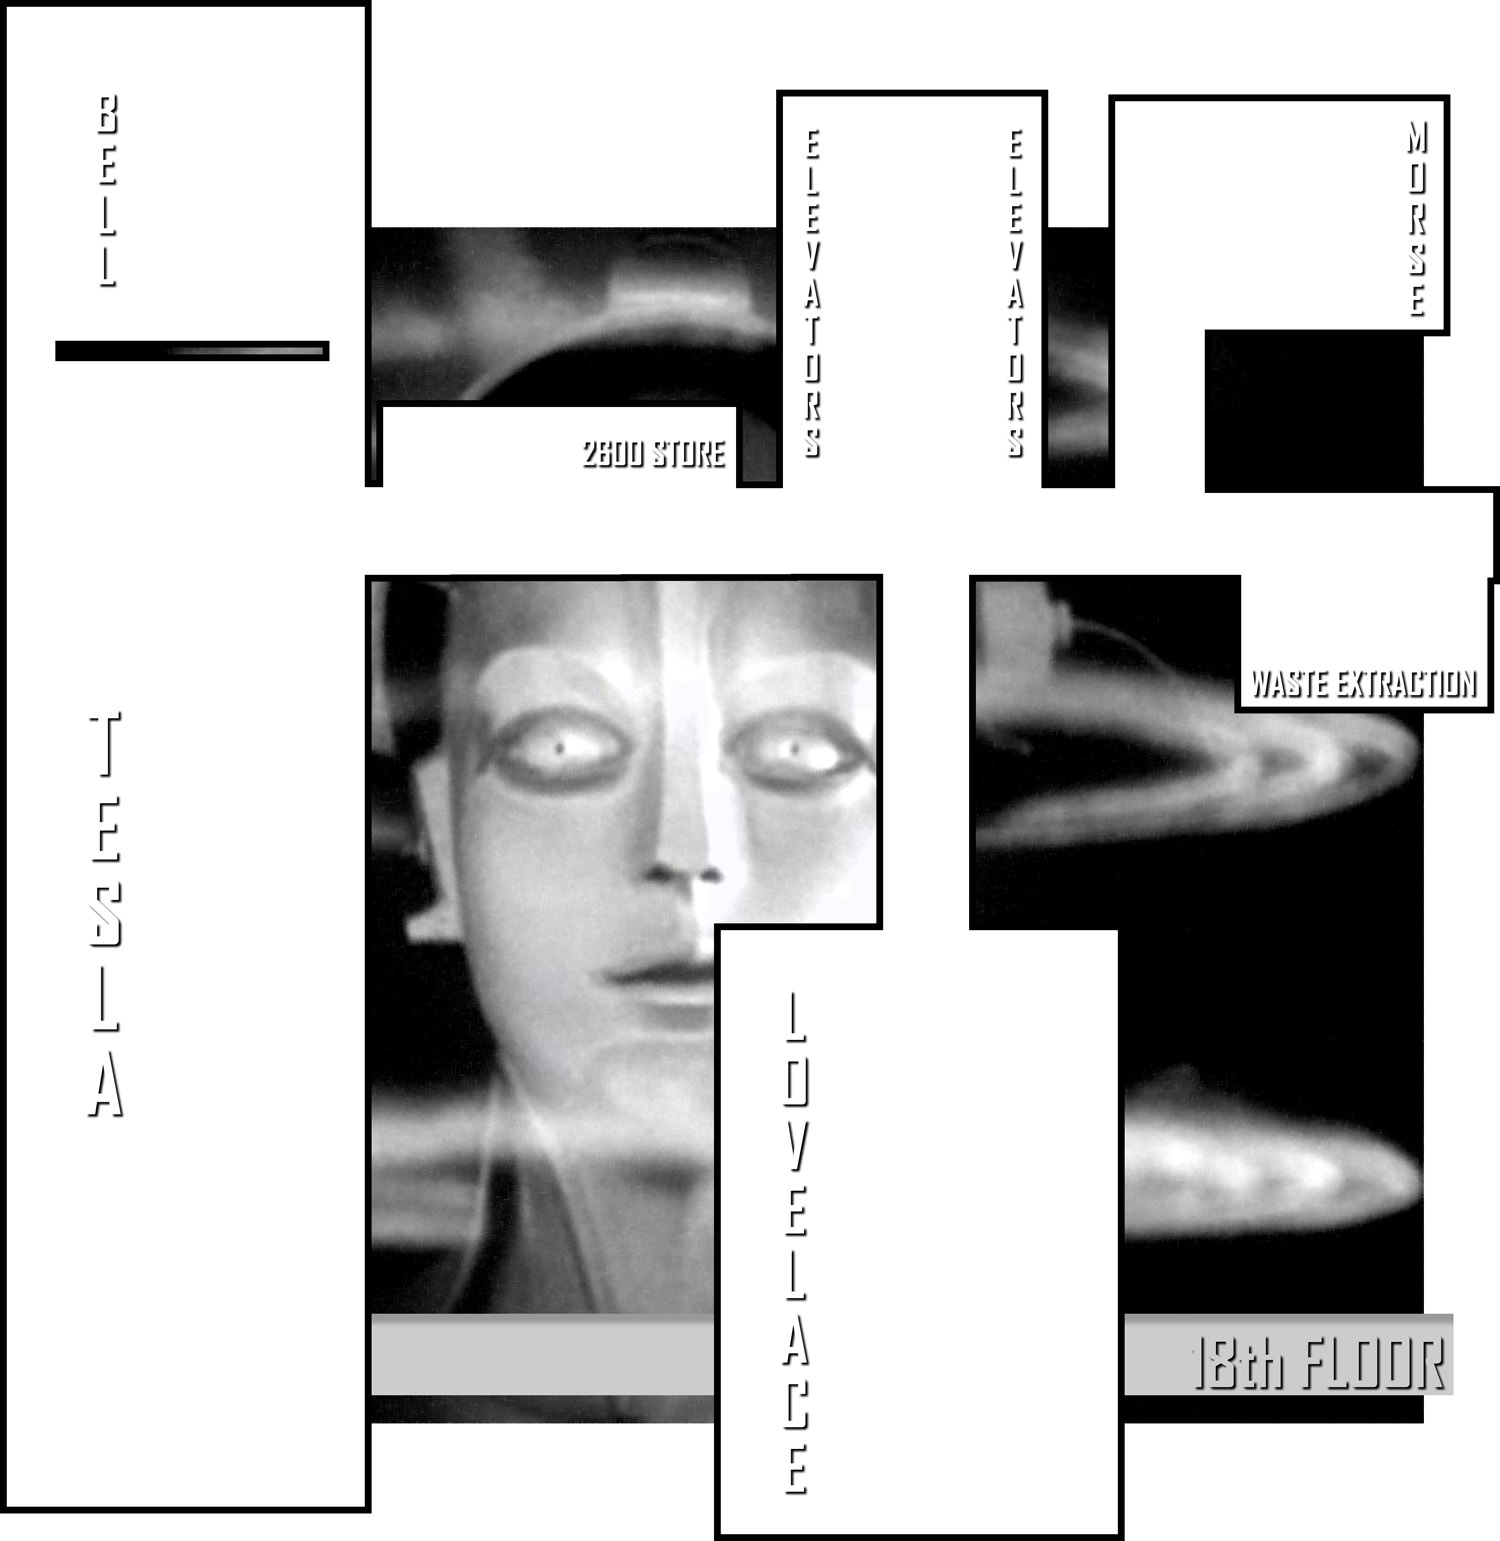 BELL
ELEVATORS
ELEVATORS
MORSE
2600 STORE
WASTE EXTRACTION
TESLA
LOVELACE
18th FLOOR